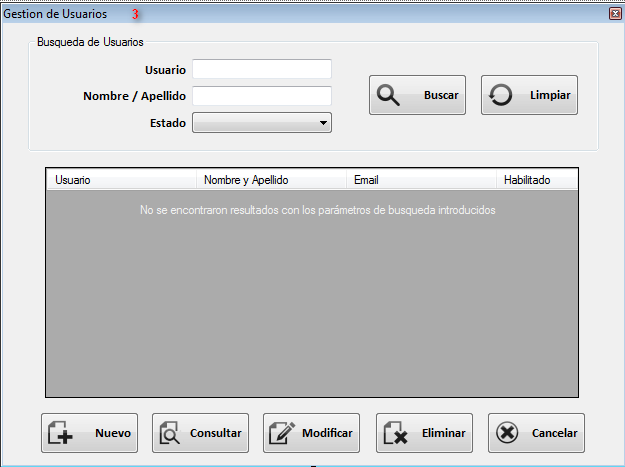 Gestion de Usuarios 3
Busqueda de Usuarios
Usuario
Nombre / Apellido
Estado
Buscar
Limpiar
Usuario Nombre y Apellido Email Habilitado
No se encontraron resultados con los parámetros de busqueda introducidos
Nuevo Consultar Modificar Eliminar Cancelar